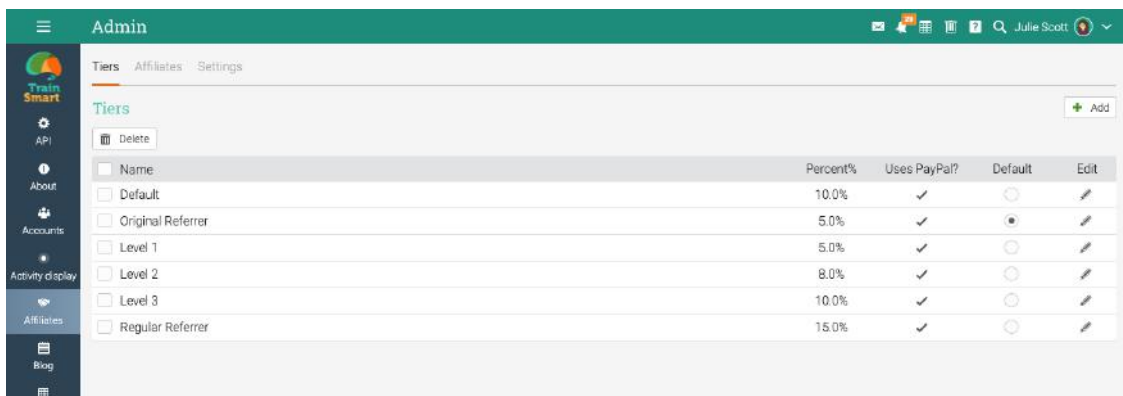 Admin
Julie Scott
Train
Smart
API
About
Accounts
Activity display
Affiliates
Blog
Tiers Affiliates Settings
Tiers
Add
Delete
Name Percent% Uses PayPal? Default Edit
Default 10.0%
Original Referrer 5.0%
Level 1 5.0%
Level 2 8.0%
Level 3 10.0%
Regular Referrer 15.0%